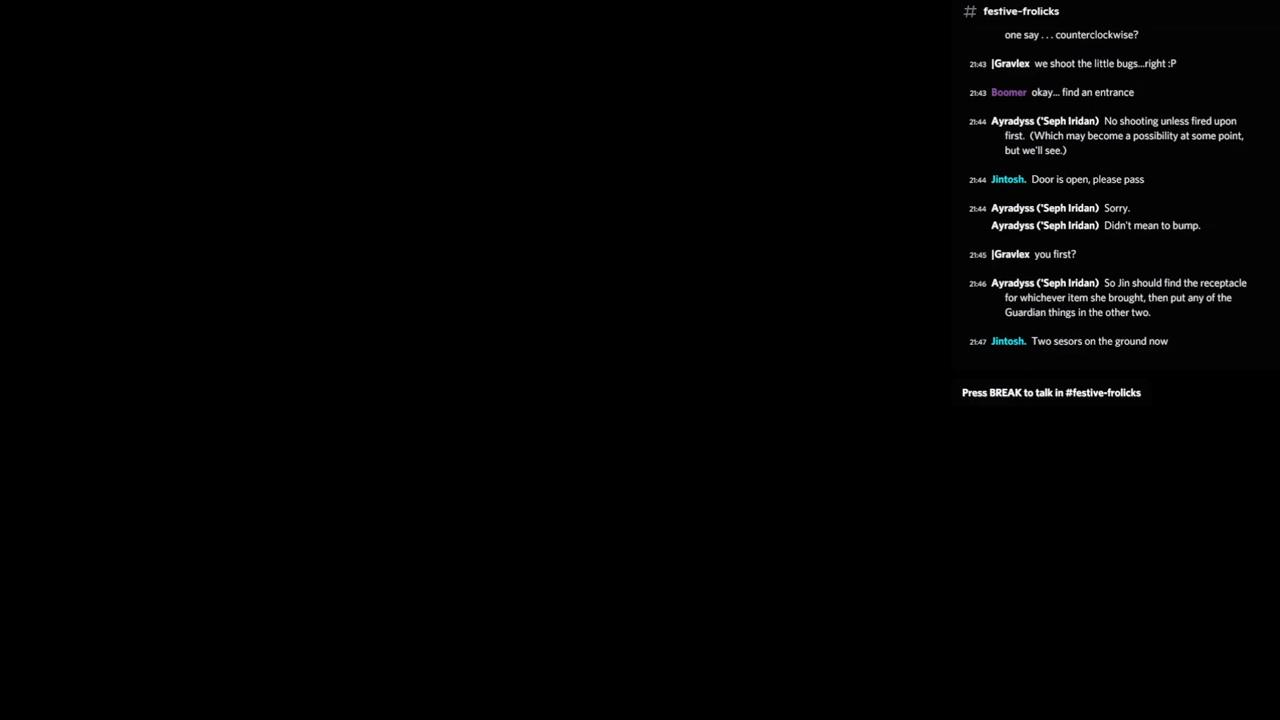 # festive-frolicks
one say . . . counterclockwise?
21:43 |Gravlex we shoot the little bugs...right :P
21:43 Boomer okay... find an entrance
21:44 Ayradyss ('Seph Iridan) No shooting unless fired upon
first. (Which may become a possibility at some point,
but we'll see.)
21:44 Jintosh. Door is open, please pass
21:44 Ayradyss ('Seph Iridan) Sorry.
Ayradyss ('Seph Iridan) Didn't mean to bump.
21:45 |Gravlex you first?
21:46 Ayradyss ('Seph Iridan) So Jin should find the receptacle
for whichever item she brought, then put any of the
Guardian things in the other two.
21:47 Jintosh. Two sesors on the ground now
Press BREAK to talk in #festive-frolicks